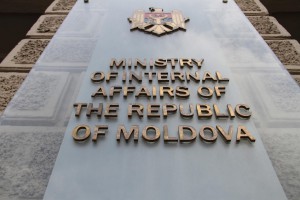 MINISTRY
OF INTERNAL
AFFAIRS OF
THE REPUBLIC
OF MOLDOVA